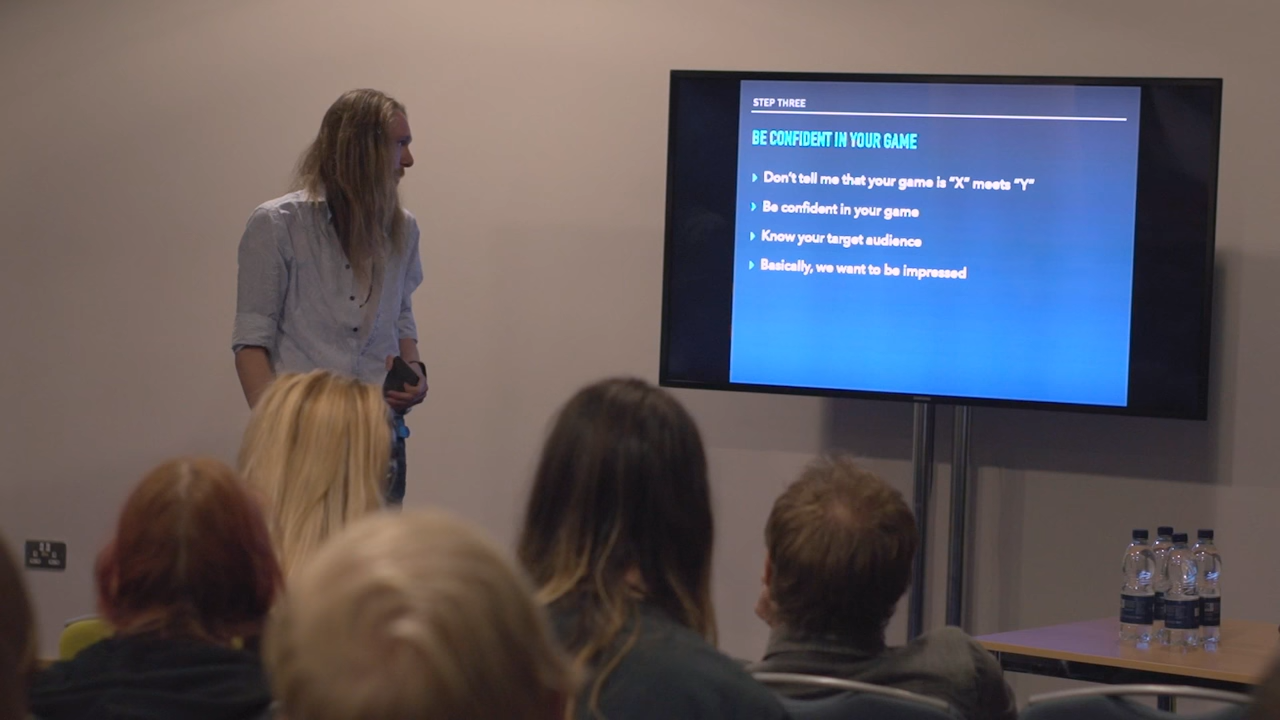 STEP THREE
BE CONFIDENT IN YOUR GAME
Don't tell me that your game is “X” meets “Y”
Be confident in your game
Know your target audience
Basically, we want to be impressed